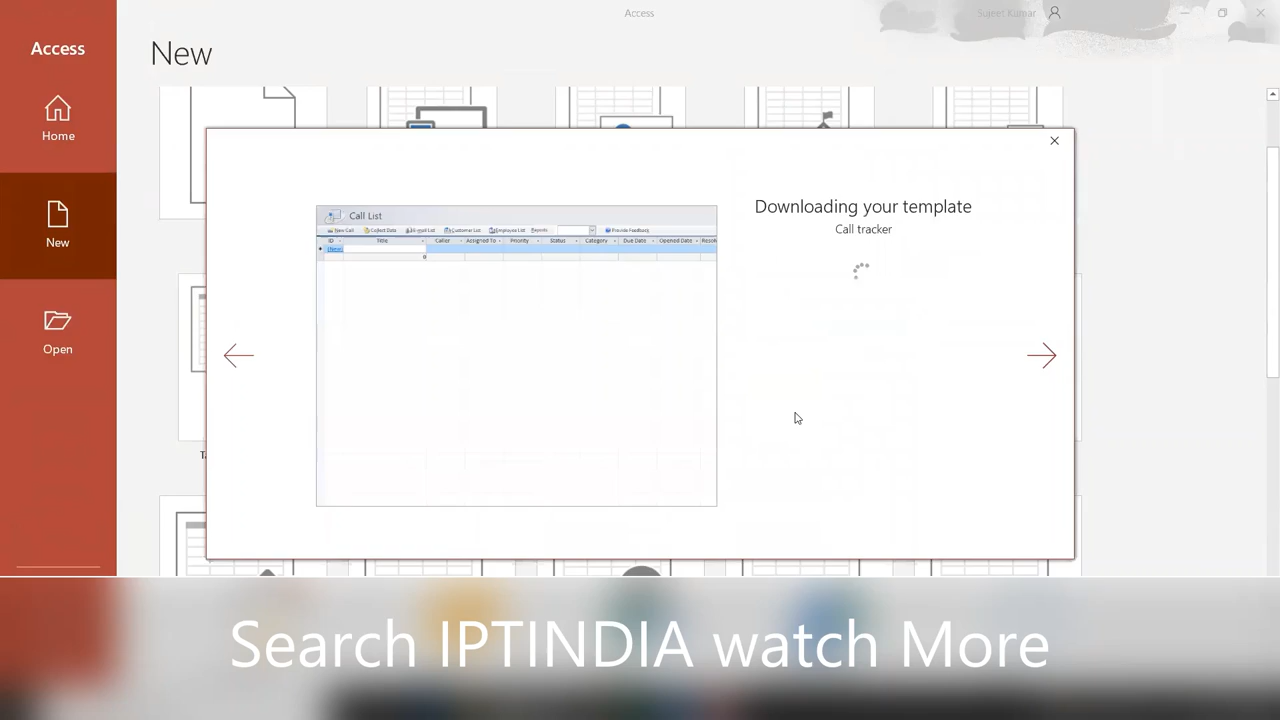 Access
Sujeet Kumar
Access
New
Home
New
Open
Call List
New Call Collect Data E-mail List Customer List Employee List Reports Provide Feedback
ID Title Caller Assigned To Priority Status Category Due Date Opened Date
(New)
0
Downloading your template
Call tracker
Search IPTINDIA watch More